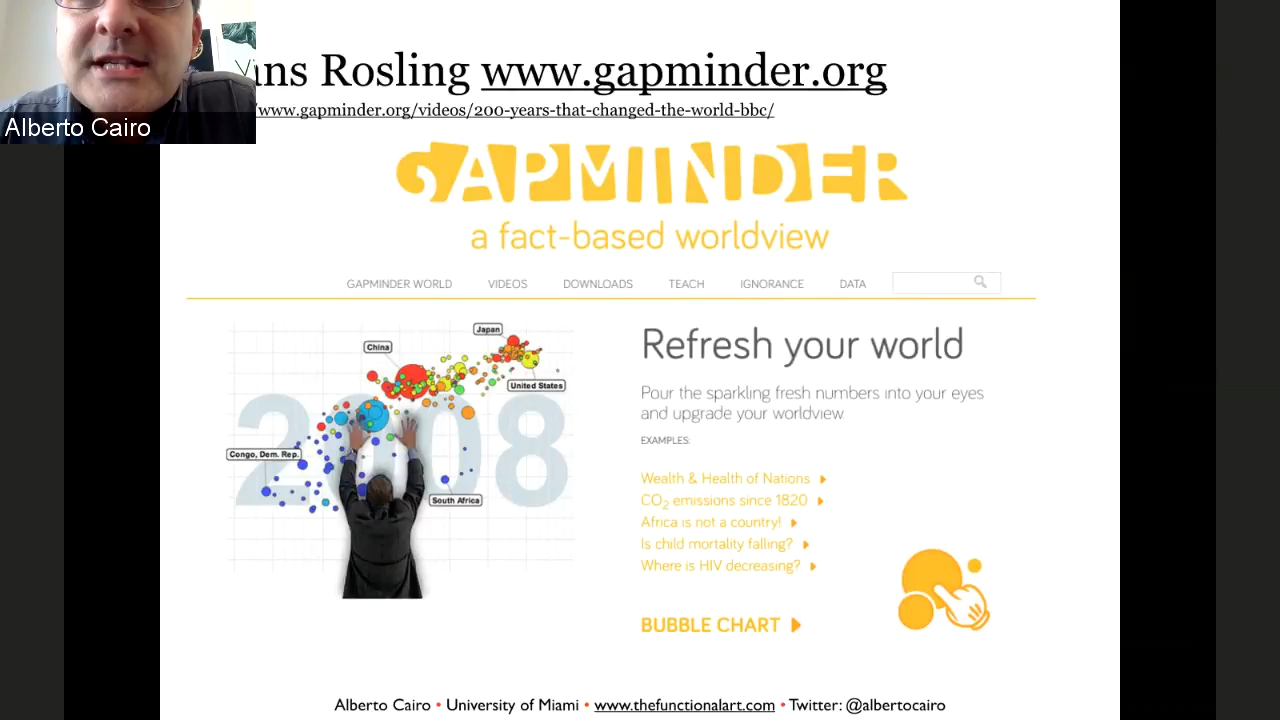 ans Rosling www.gapminder.org
/www.gapminder.org/videos/200-years-that-changed-the-world-bbc/
Alberto Cairo
GAPMINDER
a fact-based worldview
GAPMINDER WORLD VIDEOS DOWNLOADS TEACH IGNORANCE DATA
Japan
China
United States
2008
Congo, Dem. Rep.
South Africa
Refresh your world
Pour the sparkling fresh numbers into your eyes
and upgrade your worldview
EXAMPLES:
Wealth & Health of Nations
CO2 emissions since 1820
Africa is not a country!
Is child mortality falling?
Where is HIV decreasing?
BUBBLE CHART
Alberto Cairo • University of Miami • www.thefunctionalart.com • Twitter: @albertocairo